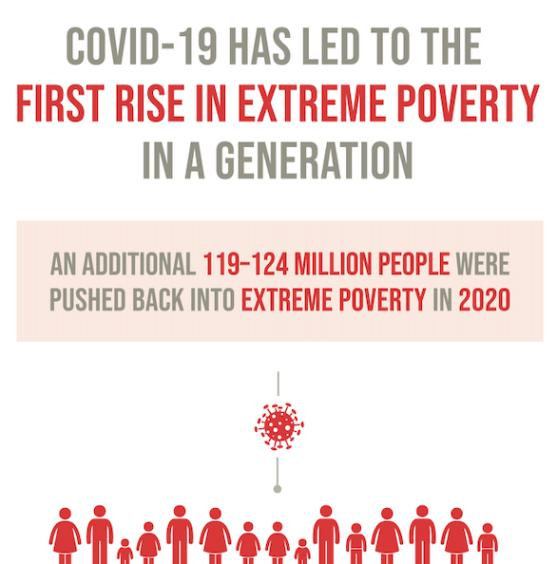 COVID-19 HAS LED TO THE
FIRST RISE IN EXTREME POVERTY
IN A GENERATION
AN ADDITIONAL 119–124 MILLION PEOPLE WERE
PUSHED BACK INTO EXTREME POVERTY IN 2020